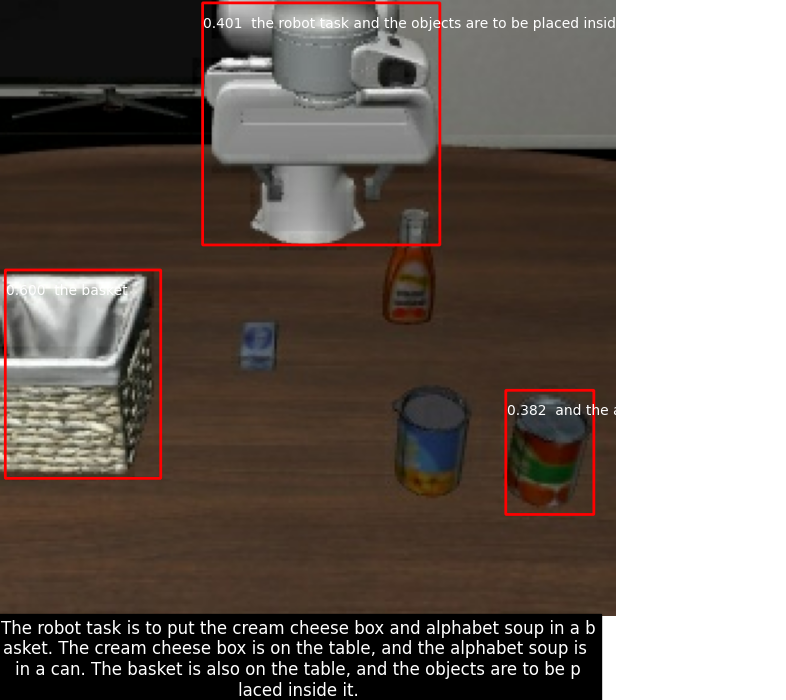 0.401 the robot task and the objects are to be placed insid
0.600 the basket
0.382 and the a
The robot task is to put the cream cheese box and alphabet soup in a b
asket. The cream cheese box is on the table, and the alphabet soup is
in a can. The basket is also on the table, and the objects are to be p
laced inside it.